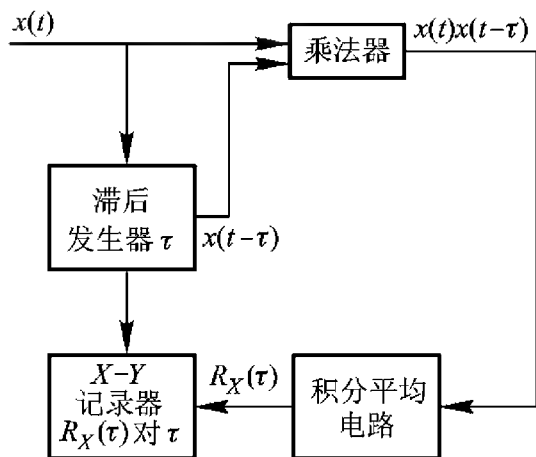 x(t)
乘法器
x(t)x(t-τ)
滞后
发生器 τ
x(t-τ)
X-Y
记录器
R_X(τ)对 τ
R_X(τ)
积分平均
电路